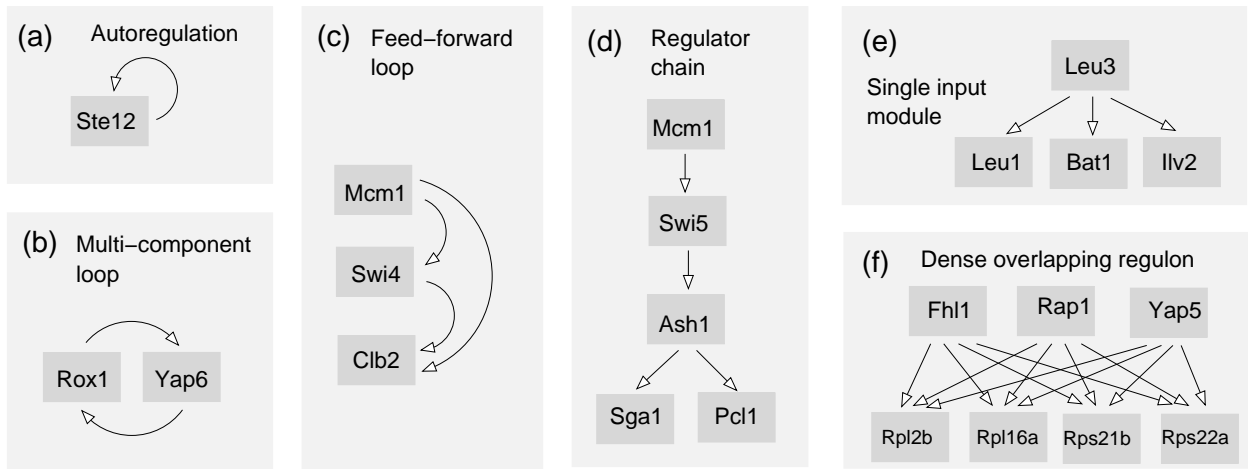 (a) Autoregulation
Ste12
(b) Multi−component
loop
Rox1 Yap6
(c) Feed−forward
loop
Mcm1
Swi4
Clb2
(d) Regulator
chain
Mcm1
Swi5
Ash1
Sga1 Pcl1
(e)
Leu3
Single input
module
Leu1 Bat1 Ilv2
(f) Dense overlapping regulon
Fhl1 Rap1 Yap5
Rpl2b Rpl16a Rps21b Rps22a